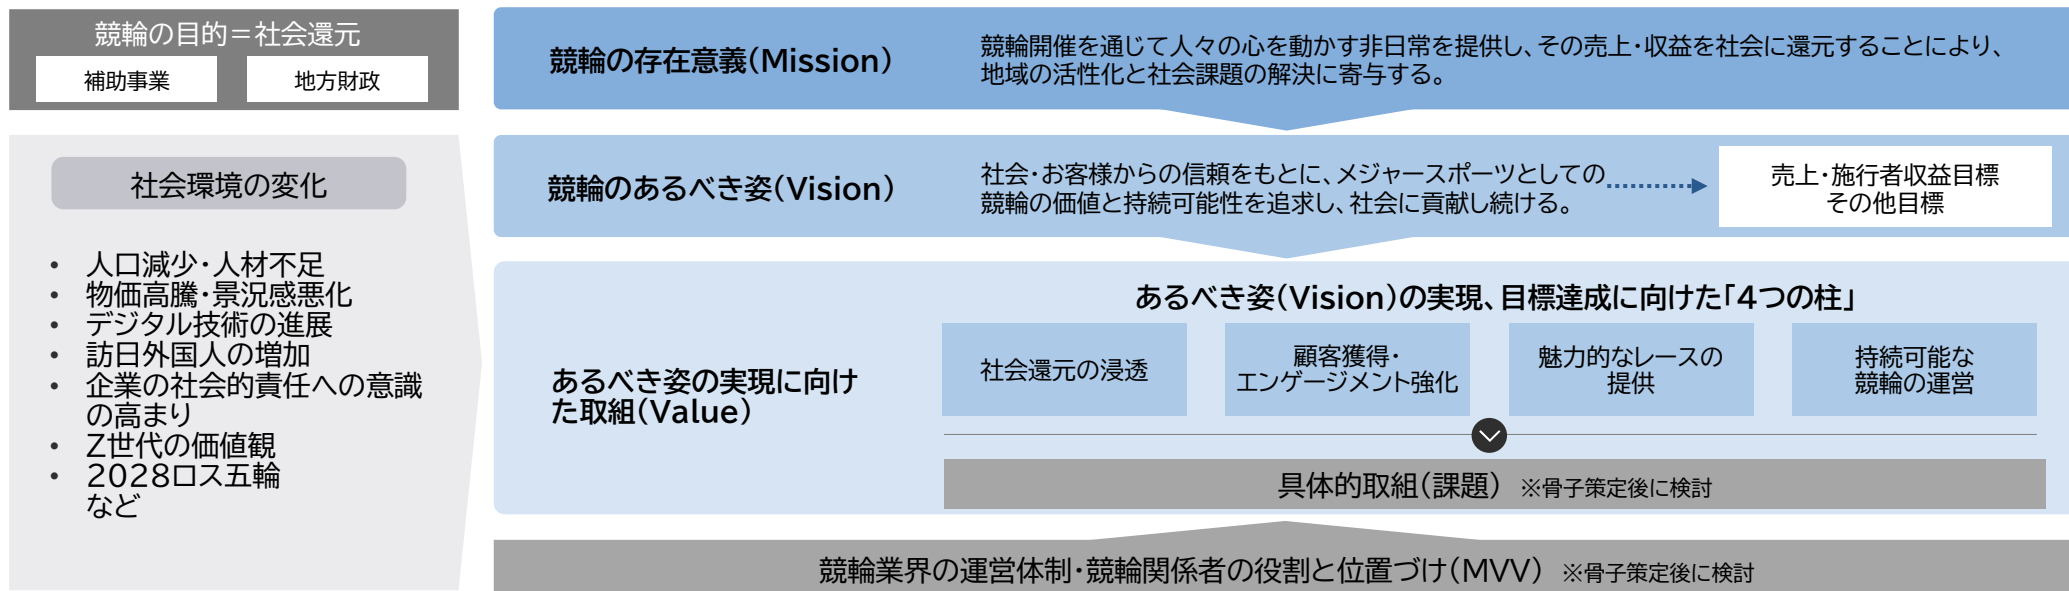 競輪の目的＝社会還元
補助事業
地方財政
社会環境の変化
• 人口減少・人材不足
• 物価高騰・景況感悪化
• デジタル技術の進展
• 訪日外国人の増加
• 企業の社会的責任への意識
の高まり
• Z世代の価値観
• 2028ロス五輪
など
競輪の存在意義（Mission）
競輪開催を通じて人々の心を動かす非日常を提供し、その売上・収益を社会に還元することにより、
地域の活性化と社会課題の解決に寄与する。
競輪のあるべき姿（Vision）
社会・お客様からの信頼をもとに、メジャースポーツとしての
競輪の価値と持続可能性を追求し、社会に貢献し続ける。
売上・施行者収益目標
その他目標
あるべき姿の実現に向け
た取組（Value）
あるべき姿（Vision）の実現、目標達成に向けた「4つの柱」
社会還元の浸透
顧客獲得・
エンゲージメント強化
魅力的なレースの
提供
持続可能な
競輪の運営
具体的取組（課題） ※骨子策定後に検討
競輪業界の運営体制・競輪関係者の役割と位置づけ（MVV） ※骨子策定後に検討